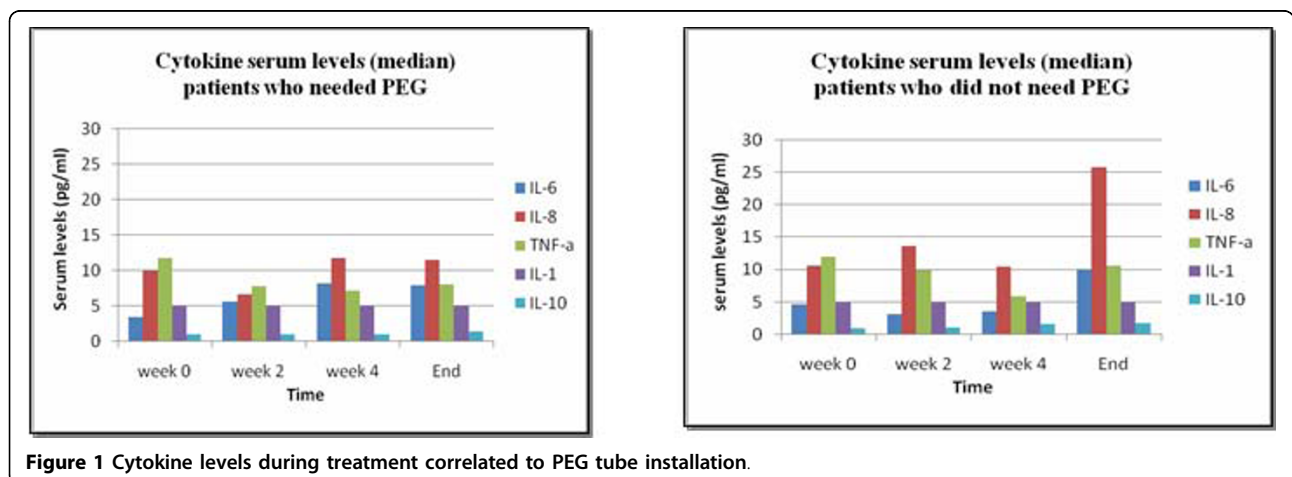 Cytokine serum levels (median)
patients who needed PEG
Serum levels (pg/ml)
30
25
20
15
10
5
0
week 0 week 2 week 4 End
Time
IL-6
IL-8
TNF-a
IL-1
IL-10
Cytokine serum levels (median)
patients who did not need PEG
serum levels (pg/ml)
30
25
20
15
10
5
0
week 0 week 2 week 4 End
Time
IL-6
IL-8
TNF-a
IL-1
IL-10
Figure 1 Cytokine levels during treatment correlated to PEG tube installation.